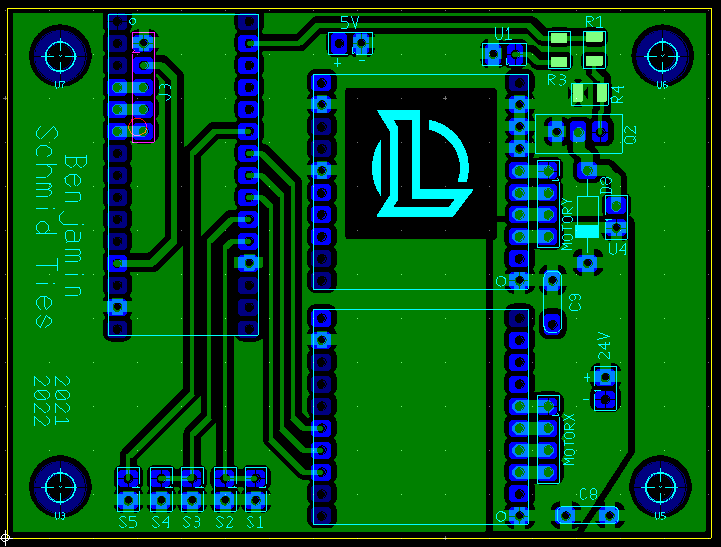 5V
+
-
U1
R1
R3
R4
U7
U6
J3
Q2
Benjamin
Schmid Ties
L
D8
MOTORY
U4
C9
24V
+
-
2021
2022
MOTORX
C8
U3
U5
S5 S4 S3 S2 S1